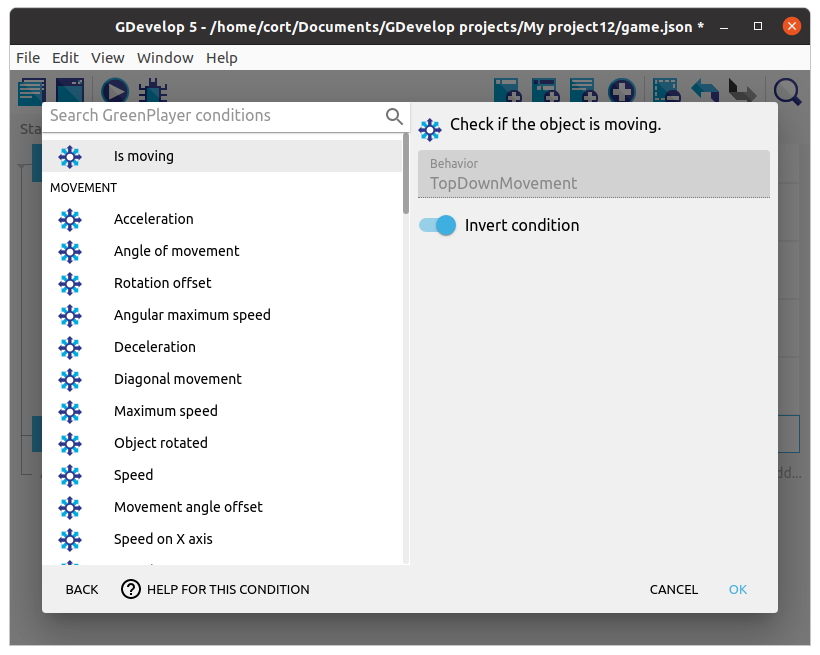 GDevelop 5 - /home/cort/Documents/GDevelop projects/My project12/game.json *
File Edit View Window Help
Sta
Search GreenPlayer conditions
Is moving
MOVEMENT
Acceleration
Angle of movement
Rotation offset
Angular maximum speed
Deceleration
Diagonal movement
Maximum speed
Object rotated
Speed
Movement angle offset
Speed on X axis
Check if the object is moving.
Behavior
TopDownMovement
Invert condition
dd...
BACK
HELP FOR THIS CONDITION
CANCEL
OK